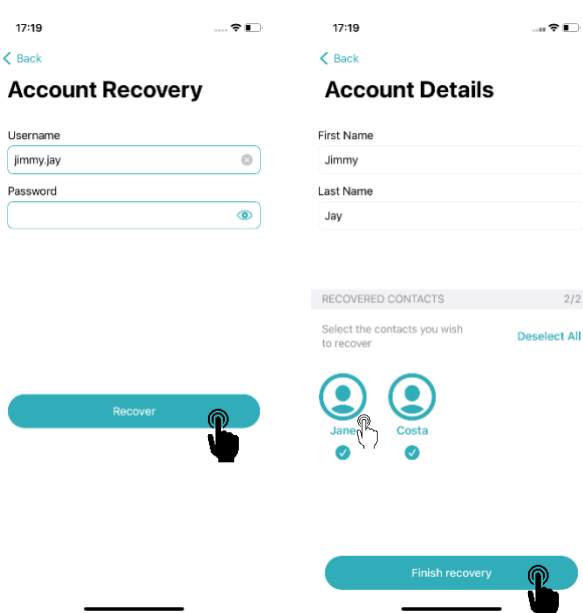 17:19
Back
Account Recovery
Username
jimmy.jay
Password
Recover
17:19
Back
Account Details
First Name
Jimmy
Last Name
Jay
RECOVERED CONTACTS 2/2
Select the contacts you wish
to recover
Deselect All
Jane Costa
Finish recovery